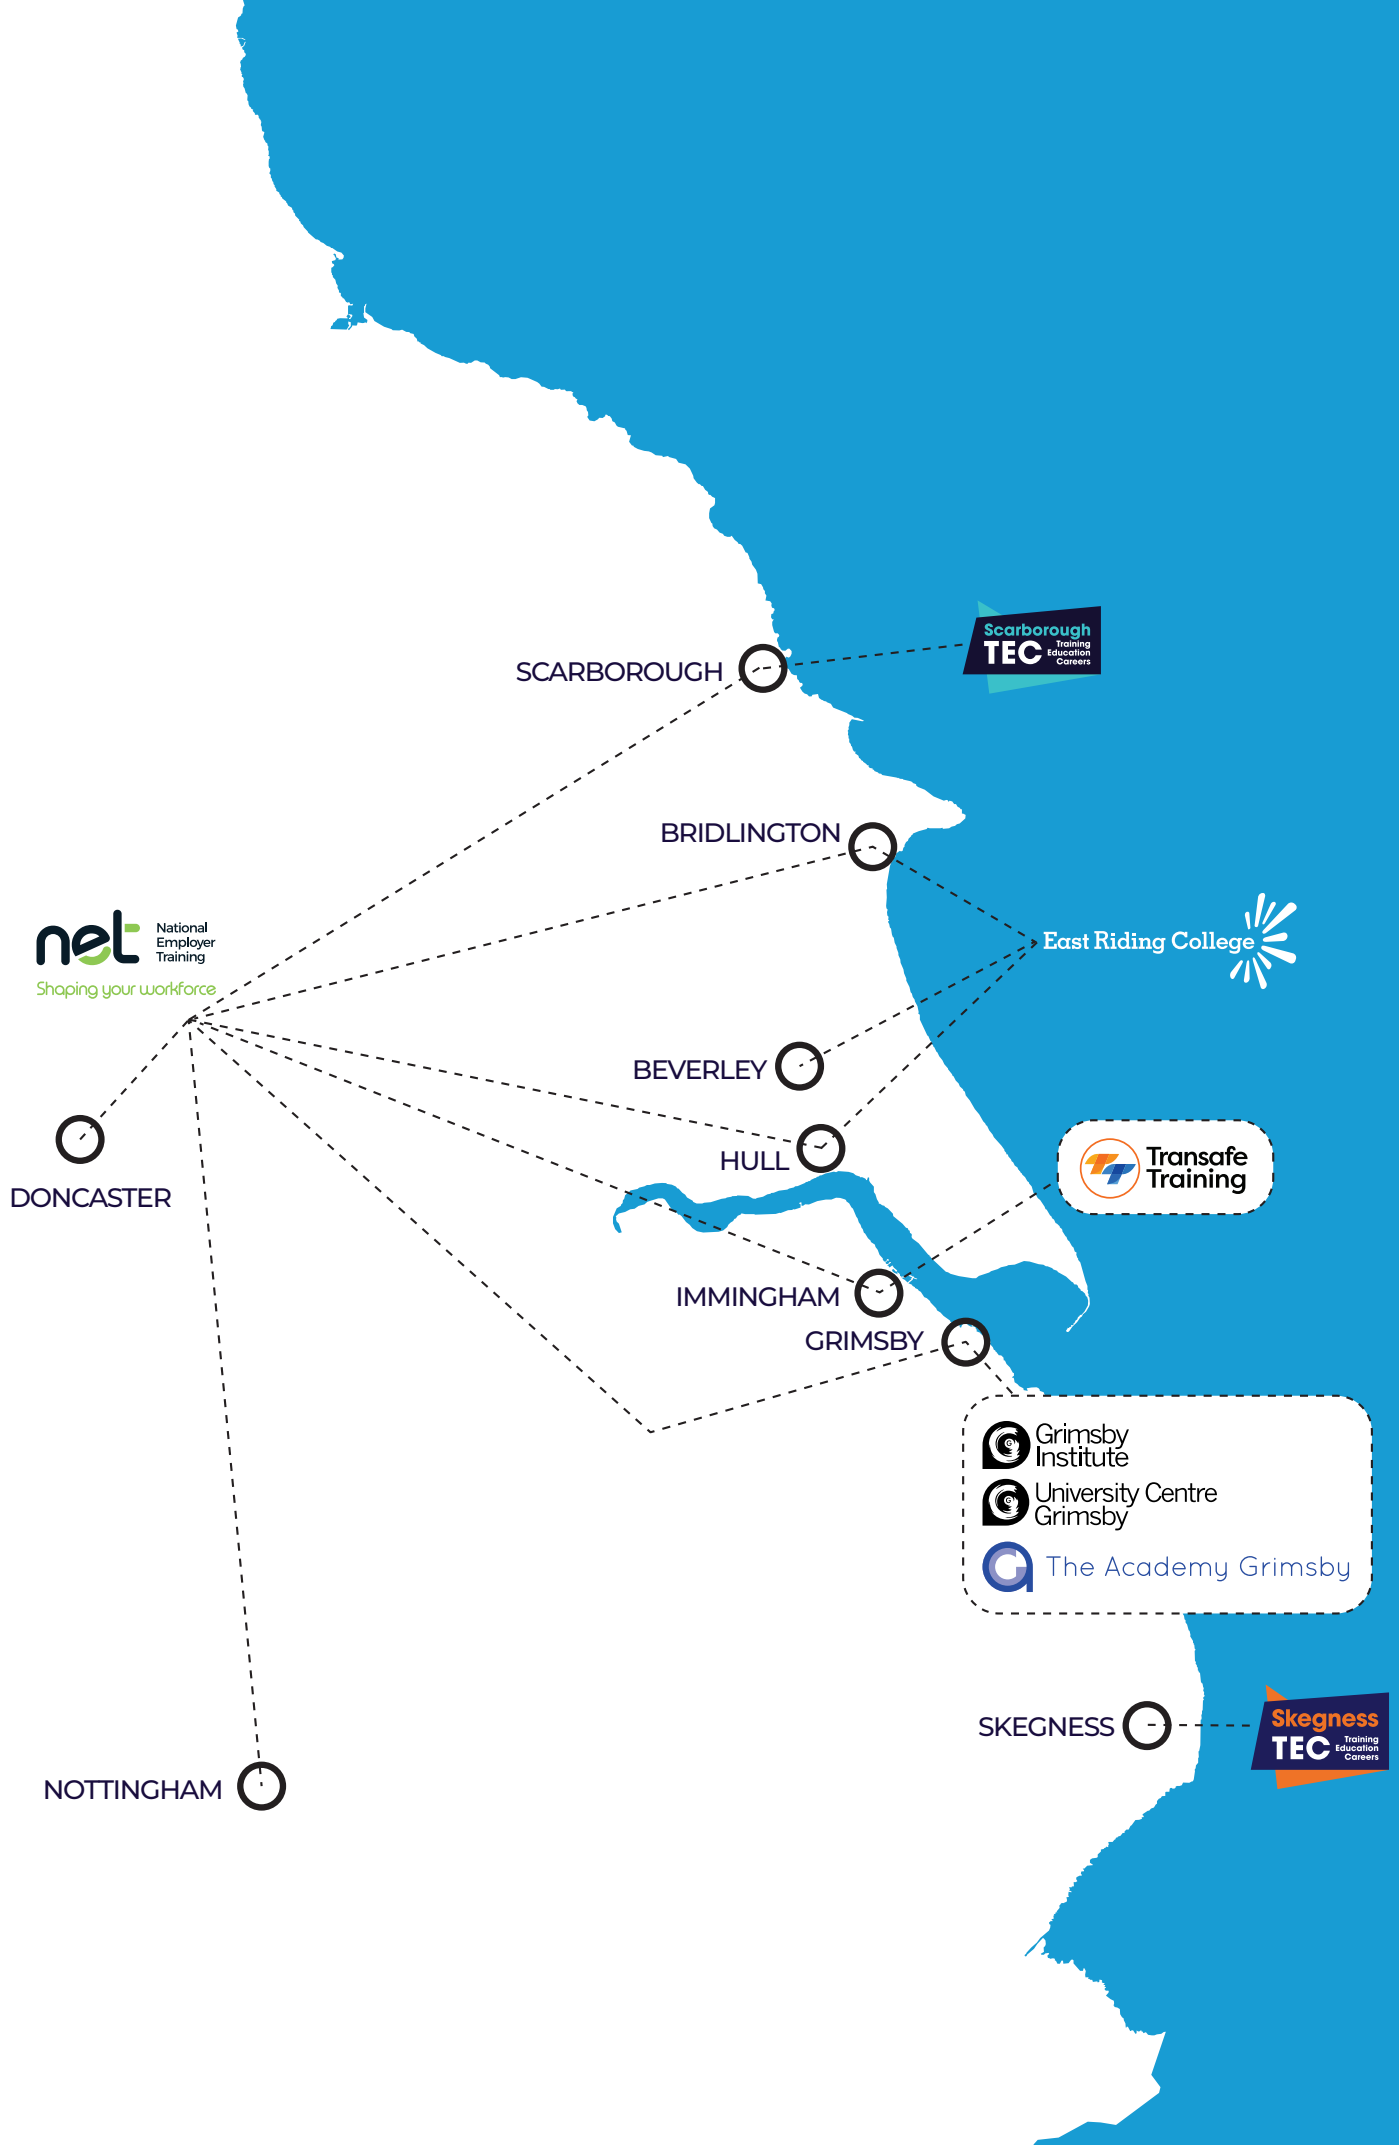 Scarborough
TEC Training
Education
Careers
SCARBOROUGH
BRIDLINGTON
net National
Employer
Training
Shaping your workforce
East Riding College
BEVERLEY
HULL
Transafe
Training
DONCASTER
IMMINGHAM
GRIMSBY
Grimsby
Institute
University Centre
Grimsby
The Academy Grimsby
SKEGNESS
Skegness
TEC Training
Education
Careers
NOTTINGHAM